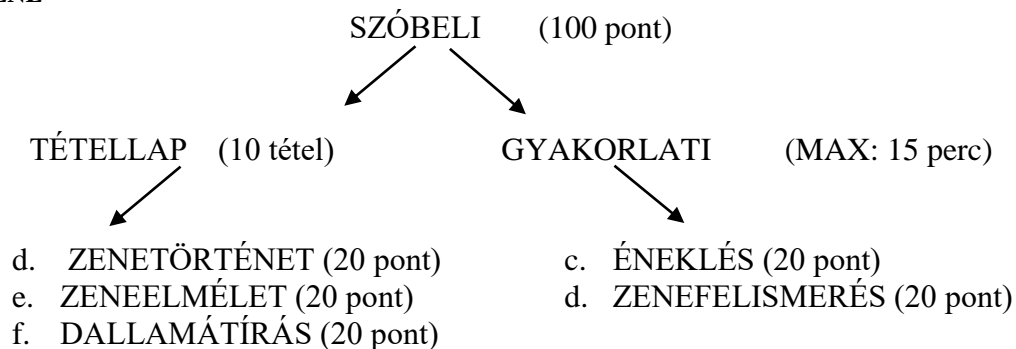 SZÓBELI (100 pont)
TÉTELLAP (10 tétel) GYAKORLATI (MAX: 15 perc)
d. ZENETÖRTÉNET (20 pont) c. ÉNEKLÉS (20 pont)
e. ZENEELMÉLET (20 pont) d. ZENEFELISMERÉS (20 pont)
f. DALLAMÁTÍRÁS (20 pont)